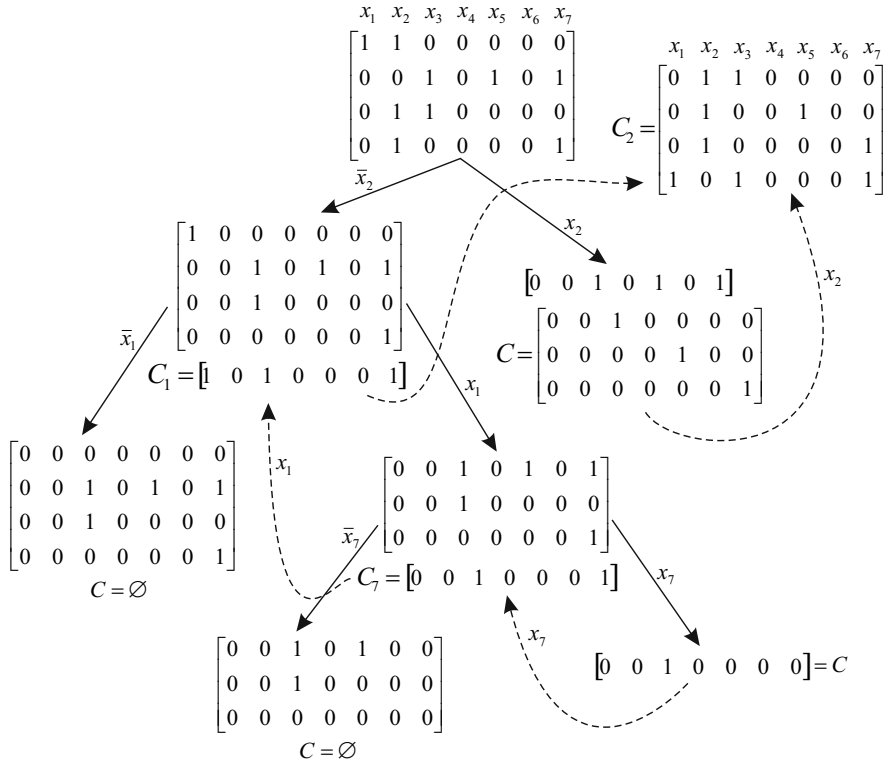 x₁ x₂ x₃ x₄ x₅ x₆ x₇
1 1 0 0 0 0 0
0 0 1 0 1 0 1
0 1 1 0 0 0 0
0 1 0 0 0 0 1
x₁ x₂ x₃ x₄ x₅ x₆ x₇
C₂ =
0 1 1 0 0 0 0
0 1 0 0 1 0 0
0 1 0 0 0 0 1
1 0 1 0 0 0 1
x̄₂
x₂
x₂
1 0 0 0 0 0 0
0 0 1 0 1 0 1
0 0 1 0 0 0 0
0 0 0 0 0 0 1
C₁ = [1 0 1 0 0 0 1]
[0 0 1 0 1 0 1]
C =
0 0 1 0 0 0 0
0 0 0 0 1 0 0
0 0 0 0 0 0 1
x̄₁
x₁
x₁
0 0 0 0 0 0 0
0 0 1 0 1 0 1
0 0 1 0 0 0 0
0 0 0 0 0 0 1
C = ∅
0 0 1 0 1 0 1
0 0 1 0 0 0 0
0 0 0 0 0 0 1
C₇ = [0 0 1 0 0 0 1]
x̄₇
x₇
x₇
0 0 1 0 1 0 0
0 0 1 0 0 0 0
0 0 0 0 0 0 0
C = ∅
[0 0 1 0 0 0 0] = C